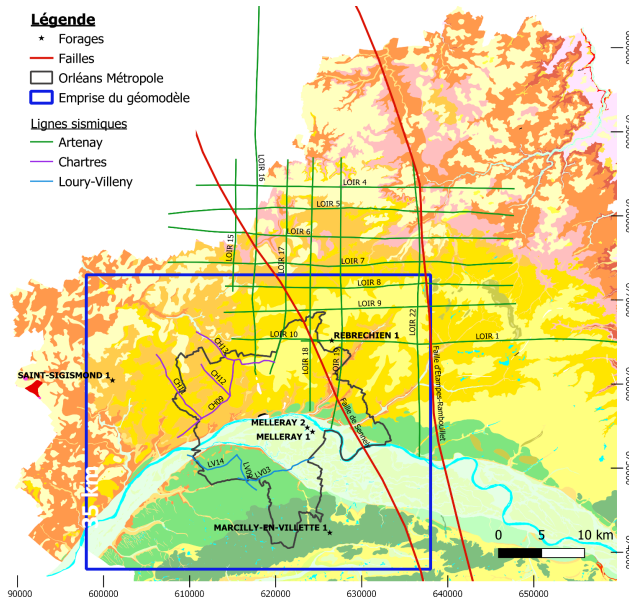 Légende
Forages
Failles
Orléans Métropole
Emprise du géomodèle
Lignes sismiques
Artenay
Chartres
Loury-Villeny
LOIR 16
LOIR 4
LOIR 5
LOIR 6
LOIR 15
LOIR 17
LOIR 7
LOIR 8
LOIR 9
LOIR 22
LOIR 10
LOIR 1
REBRECHIEN 1
LOIR 18
CH13
CH12
CH09
SAINT-SIGISMOND 1
Faille d'Etampes-Rambouillet
Faille de Sennely
MELLERAY 2
MELLERAY 1
LV14
LV03
35 km
MARCILLY-EN-VILLETTE 1
0 5 10 km
90000 600000 610000 620000 630000 640000 650000